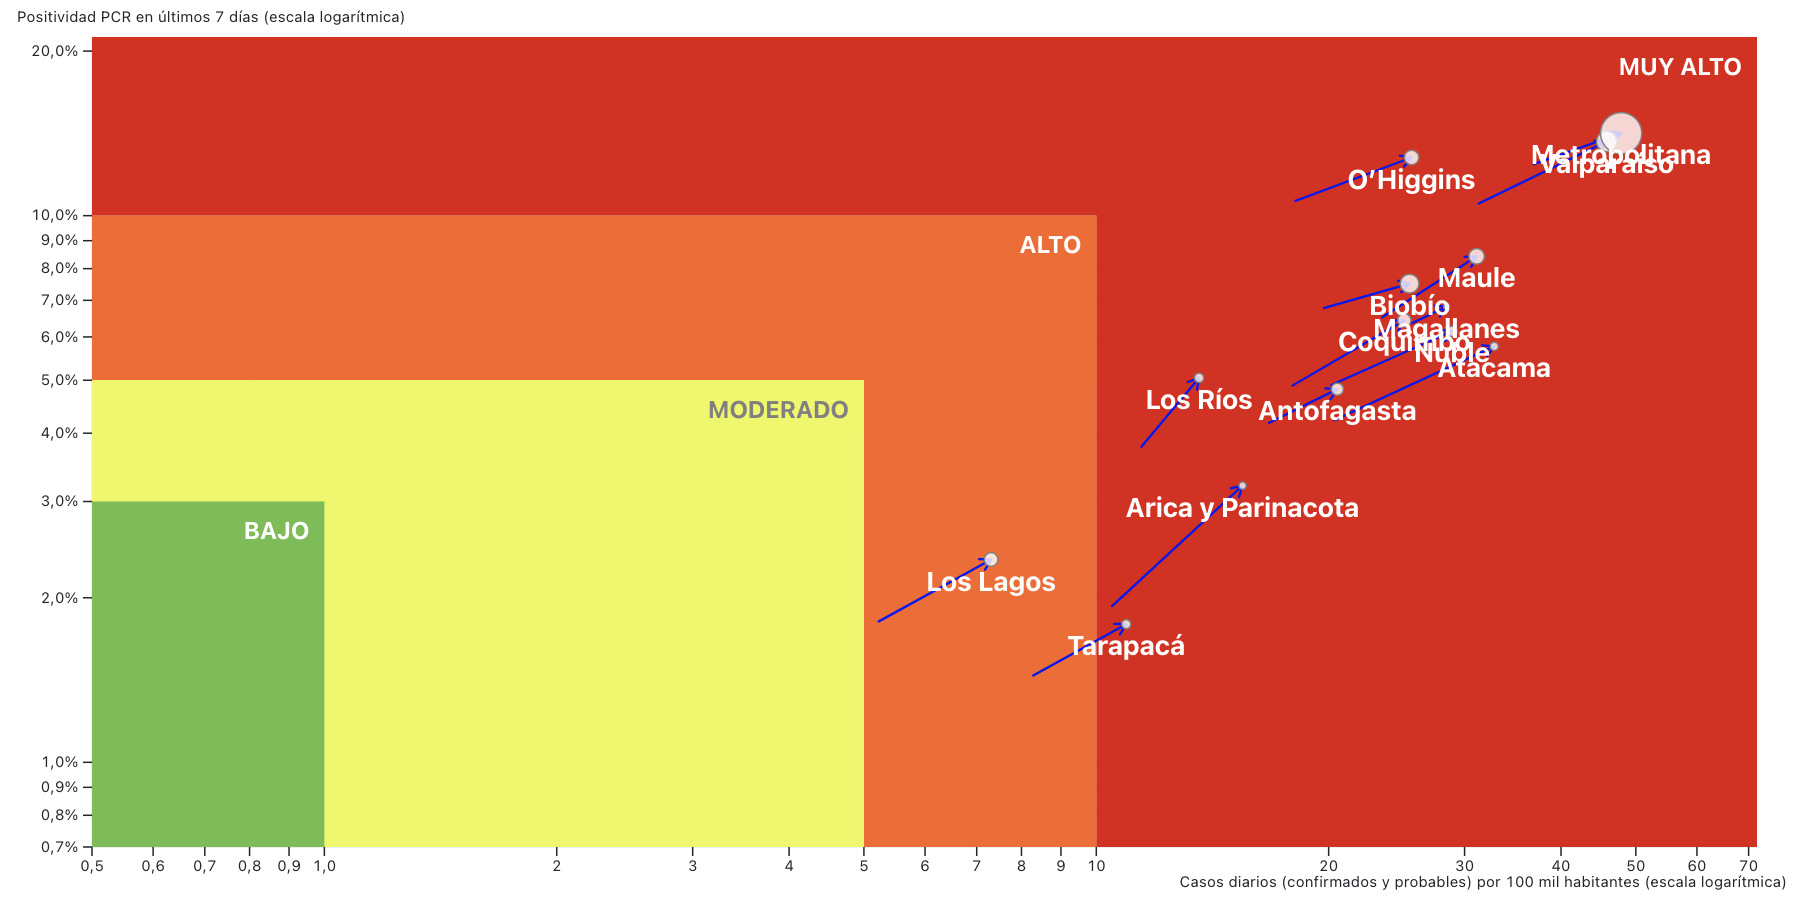 Positividad PCR en últimos 7 días (escala logarítmica)
20,0%
MUY ALTO
Metropolitana
Valparaíso
O’Higgins
10,0%
ALTO
9,0%
8,0%
Maule
7,0%
Biobío
Magallanes
6,0%
Coquimbo
Ñuble
Atacama
5,0%
Los Ríos
MODERADO
Antofagasta
4,0%
3,0%
Arica y Parinacota
BAJO
Los Lagos
2,0%
Tarapacá
1,0%
0,9%
0,8%
0,7%
0,5 0,6 0,7 0,8 0,9 1,0 2 3 4 5 6 7 8 9 10 20 30 40 50 60 70
Casos diarios (confirmados y probables) por 100 mil habitantes (escala logarítmica)